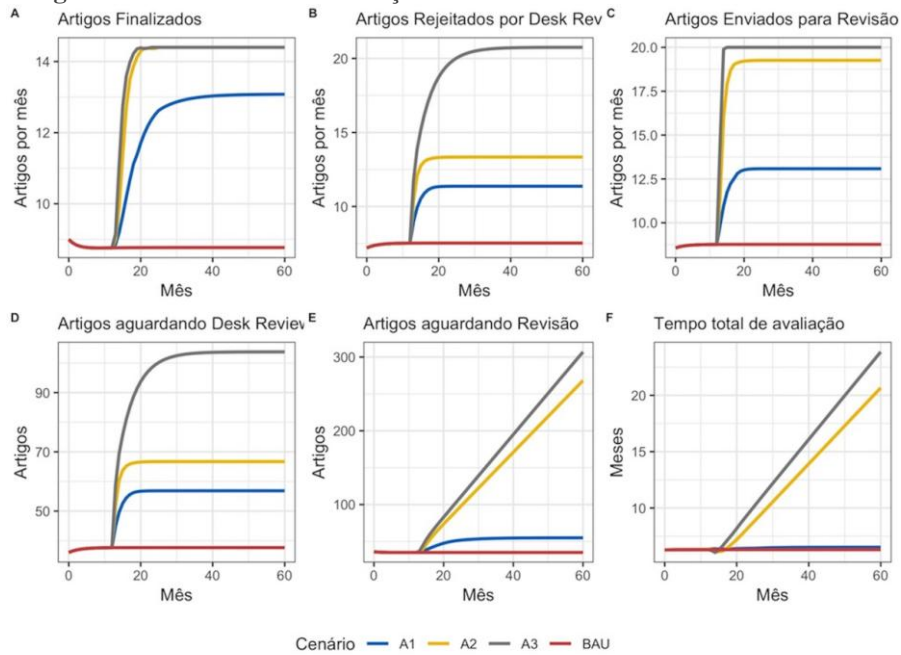 A Artigos Finalizados
B Artigos Rejeitados por Desk Rev
C Artigos Enviados para Revisão
Artigos por mês
14
12
10
0 20 40 60
Mês
Artigos por mês
20
15
10
0 20 40 60
Mês
Artigos por mês
20.0
17.5
15.0
12.5
10.0
0 20 40 60
Mês
D Artigos aguardando Desk Review
E Artigos aguardando Revisão
F Tempo total de avaliação
Artigos
90
70
50
0 20 40 60
Mês
Artigos
300
200
100
0 20 40 60
Mês
Meses
20
15
10
0 20 40 60
Mês
Cenário A1 A2 A3 BAU